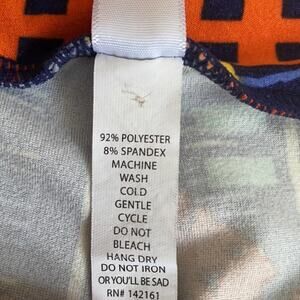 92% POLYESTER
8% SPANDEX
MACHINE
WASH
COLD
GENTLE
CYCLE
DO NOT
BLEACH
HANG DRY
DO NOT IRON
OR YOU'LL BE SAD
RN# 142161